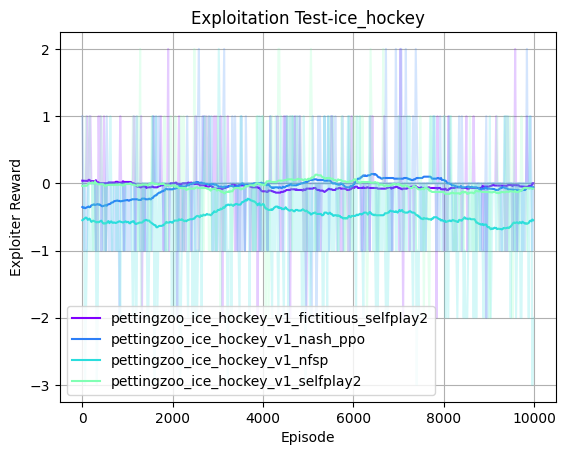 Exploitation Test-ice_hockey
Exploiter Reward
2
1
0
−1
−2
−3
pettingzoo_ice_hockey_v1_fictitious_selfplay2
pettingzoo_ice_hockey_v1_nash_ppo
pettingzoo_ice_hockey_v1_nfsp
pettingzoo_ice_hockey_v1_selfplay2
0 2000 4000 6000 8000 10000
Episode